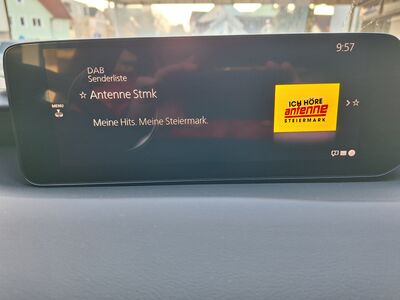 9:57
DAB
Senderliste
MENU
☆ Antenne Stmk
Meine Hits. Meine Steiermark.
ICH HÖRE
antenne
STEIERMARK